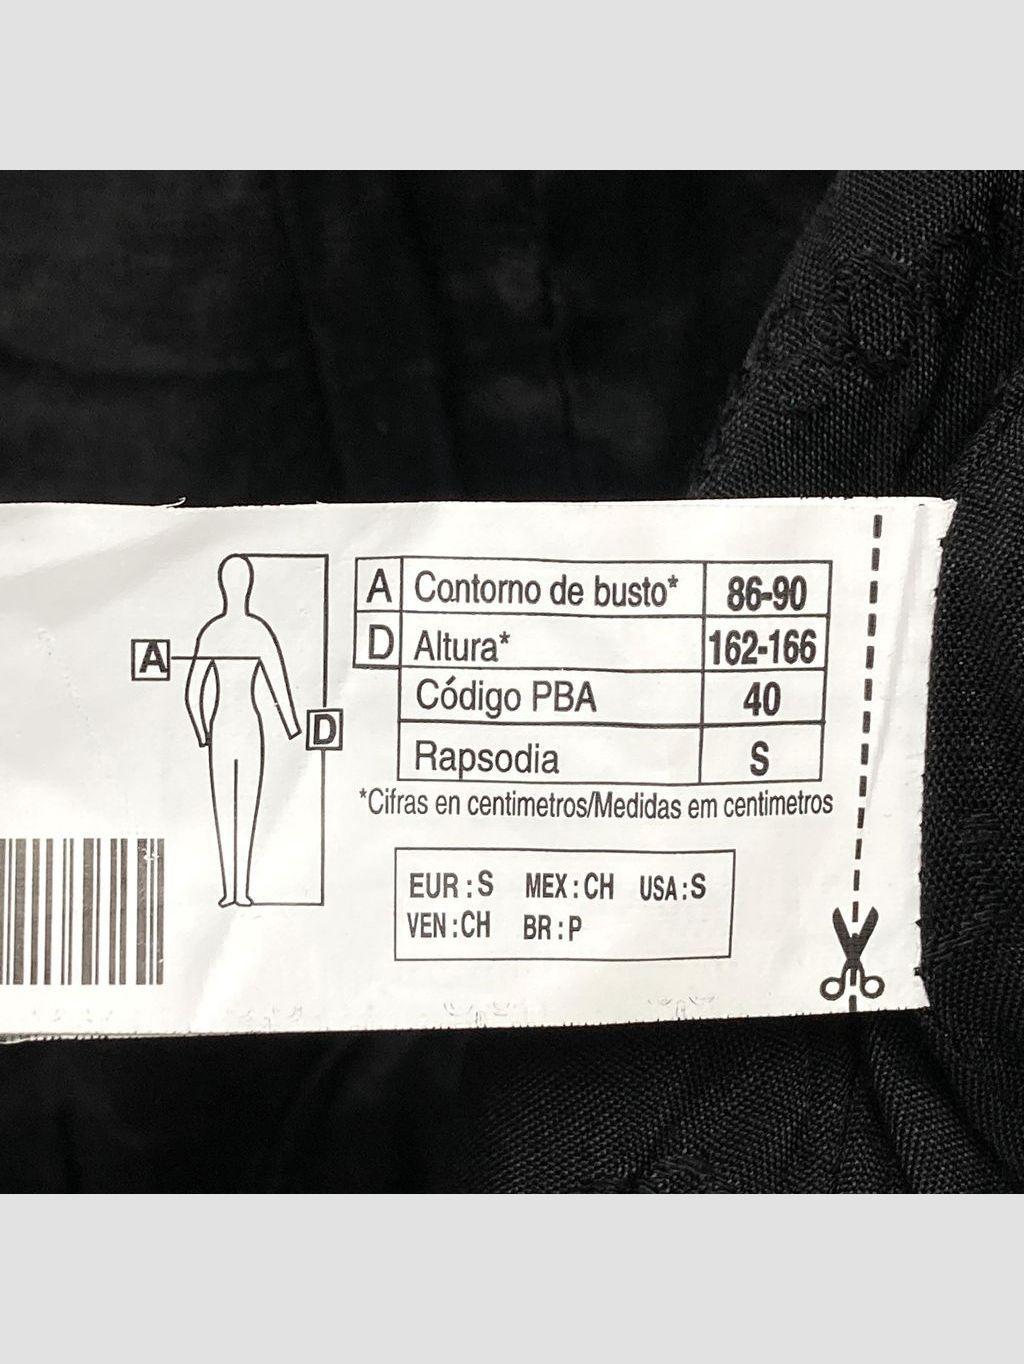 A Contorno de busto* 86-90
D Altura* 162-166
Código PBA 40
Rapsodia S
*Cifras en centimetros/Medidas em centimetros
A
D
EUR:S MEX:CH USA:S
VEN:CH BR:P